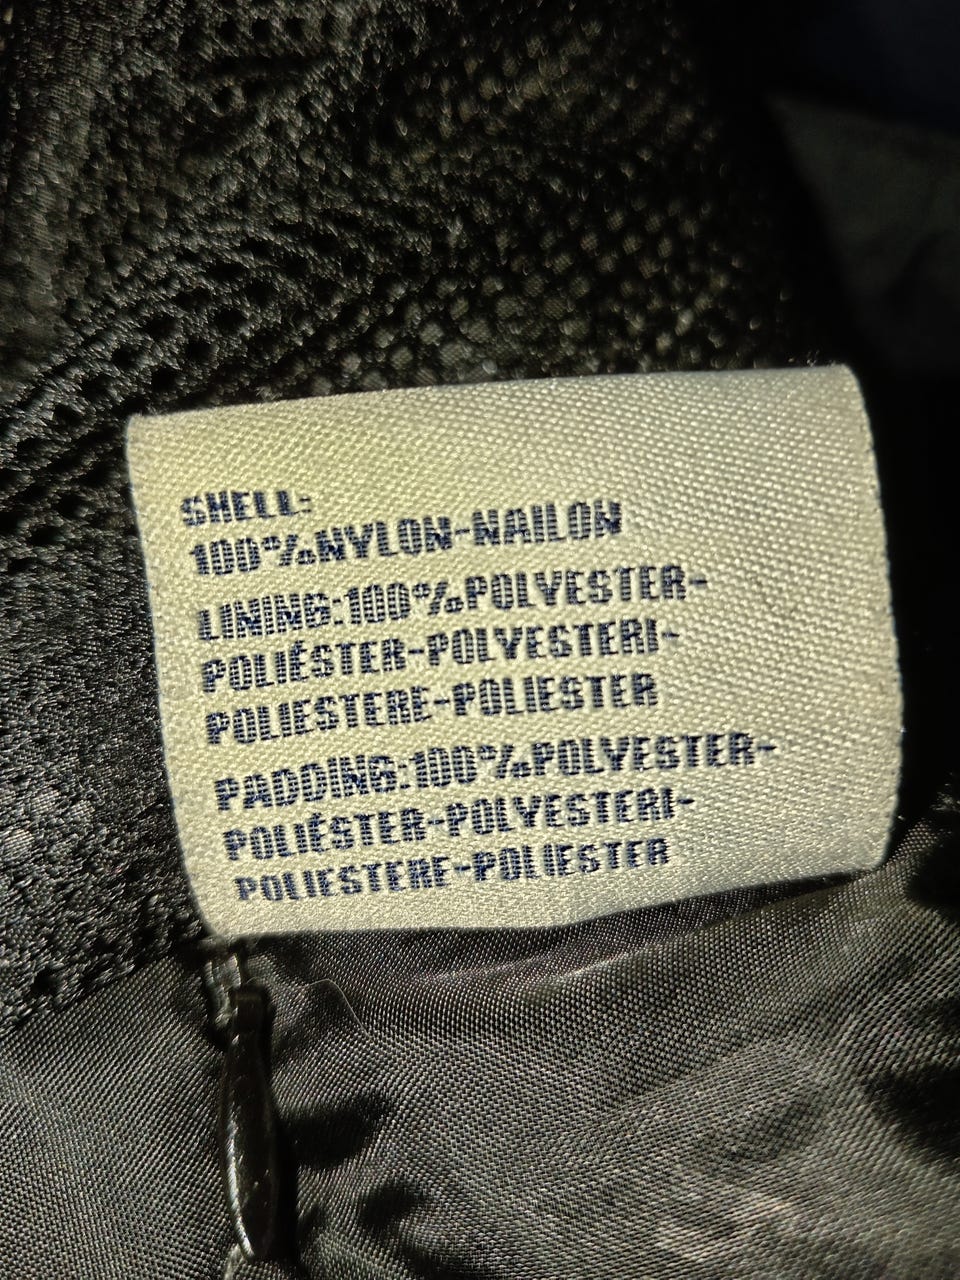 SHELL:
100%NYLON-NAILON
LINING:100%POLYESTER-
POLIÉSTER-POLYESTERI-
POLIESTERE-POLIESTER
PADDING:100%POLYESTER-
POLIÉSTER-POLYESTERI-
POLIESTERE-POLIESTER